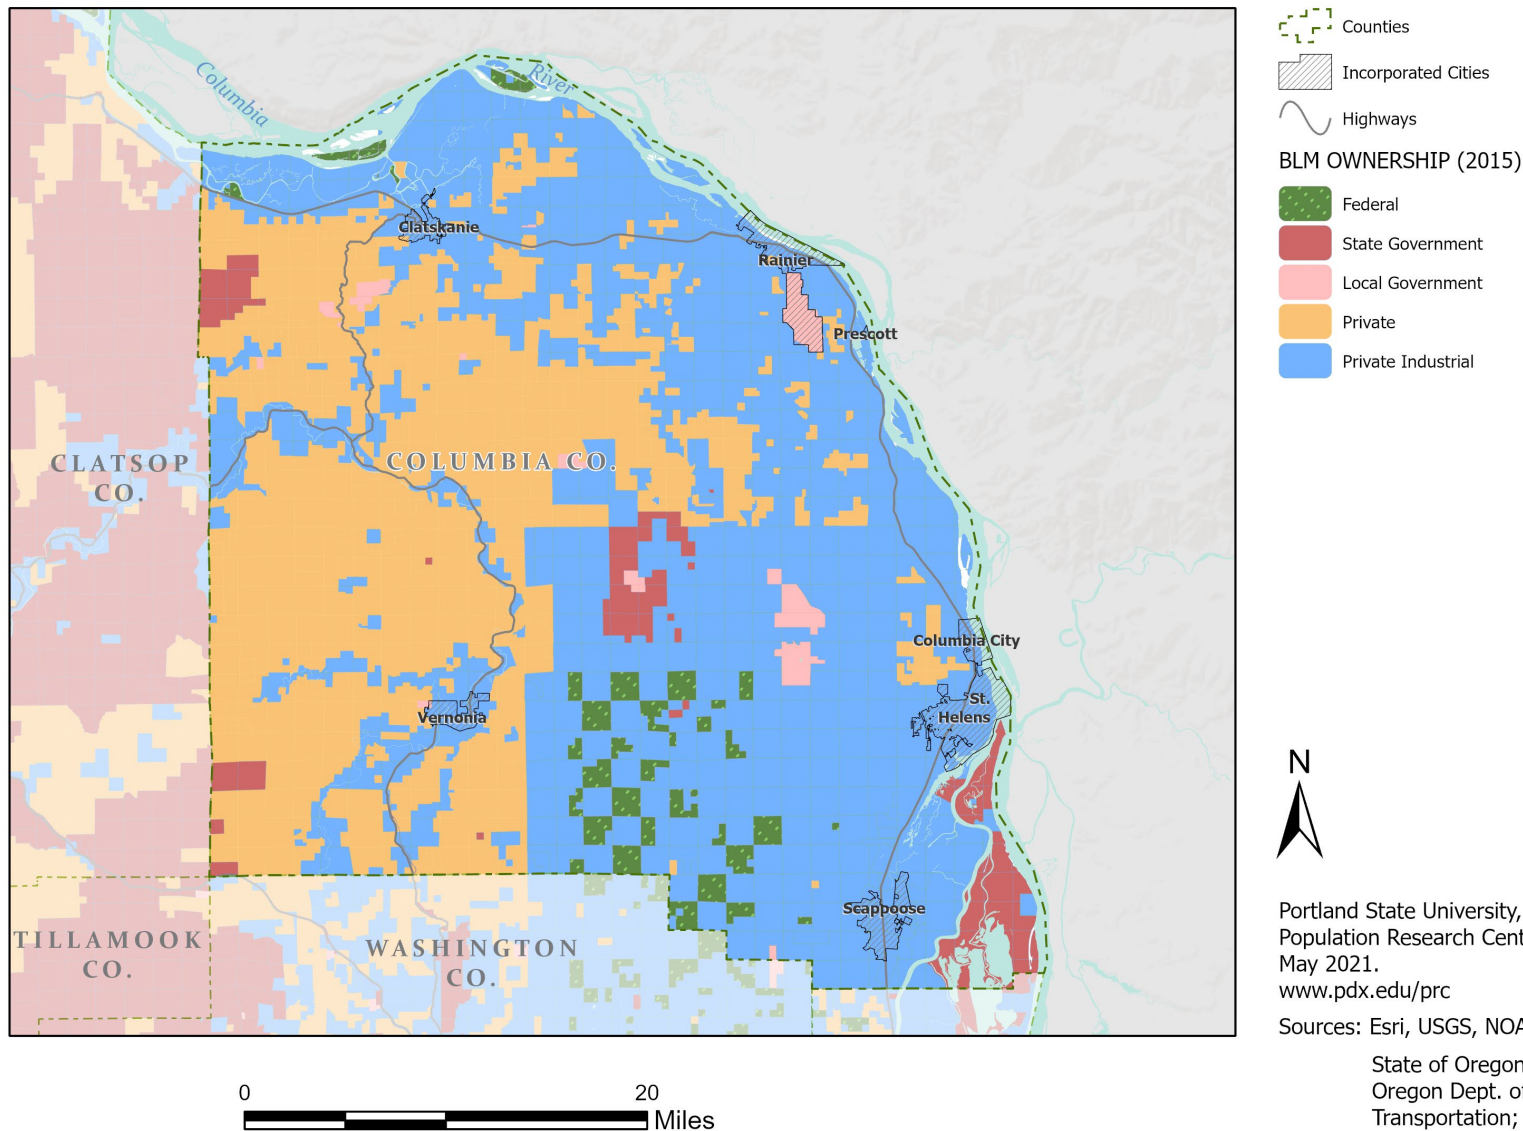 Columbia
River
Clatskanie
Rainier
Prescott
CLATSOP
CO.
COLUMBIA CO.
Columbia City
St.
Helens
Vernonia
Scappoose
TILLAMOOK
CO.
WASHINGTON
CO.
0 20
Miles
Counties
Incorporated Cities
Highways
BLM OWNERSHIP (2015)
Federal
State Government
Local Government
Private
Private Industrial
N
Portland State University,
Population Research Cent
May 2021.
www.pdx.edu/prc
Sources: Esri, USGS, NOA
State of Oregon
Oregon Dept. of
Transportation;